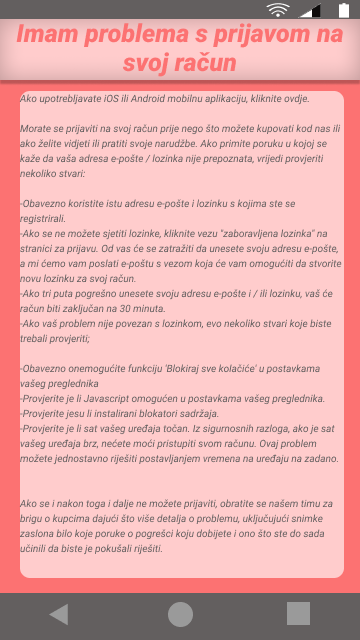 Imam problema s prijavom na
svoj račun
Ako upotrebljavate iOS ili Android mobilnu aplikaciju, kliknite ovdje.
Morate se prijaviti na svoj račun prije nego što možete kupovati kod nas ili
ako želite vidjeti ili pratiti svoje narudžbe. Ako primite poruku u kojoj se
kaže da vaša adresa e-pošte / lozinka nije prepoznata, vrijedi provjeriti
nekoliko stvari:
-Obavezno koristite istu adresu e-pošte i lozinku s kojima ste se
registrirali.
-Ako se ne možete sjetiti lozinke, kliknite vezu "zaboravljena lozinka" na
stranici za prijavu. Od vas će se zatražiti da unesete svoju adresu e-pošte,
a mi ćemo vam poslati e-poštu s vezom koja će vam omogućiti da stvorite
novu lozinku za svoj račun.
-Ako tri puta pogrešno unesete svoju adresu e-pošte i / ili lozinku, vaš će
račun biti zaključan na 30 minuta.
-Ako vaš problem nije povezan s lozinkom, evo nekoliko stvari koje biste
trebali provjeriti;
-Obavezno onemogućite funkciju 'Blokiraj sve kolačiće' u postavkama
vašeg preglednika
-Provjerite je li Javascript omogućen u postavkama vašeg preglednika.
-Provjerite jesu li instalirani blokatori sadržaja.
-Provjerite je li sat vašeg uređaja točan. Iz sigurnosnih razloga, ako je sat
vašeg uređaja brz, nećete moći pristupiti svom računu. Ovaj problem
možete jednostavno riješiti postavljanjem vremena na uređaju na zadano.
Ako se i nakon toga i dalje ne možete prijaviti, obratite se našem timu za
brigu o kupcima dajući što više detalja o problemu, uključujući snimke
zaslona bilo koje poruke o pogrešci koju dobijete i ono što ste do sada
učinili da biste je pokušali riješiti.